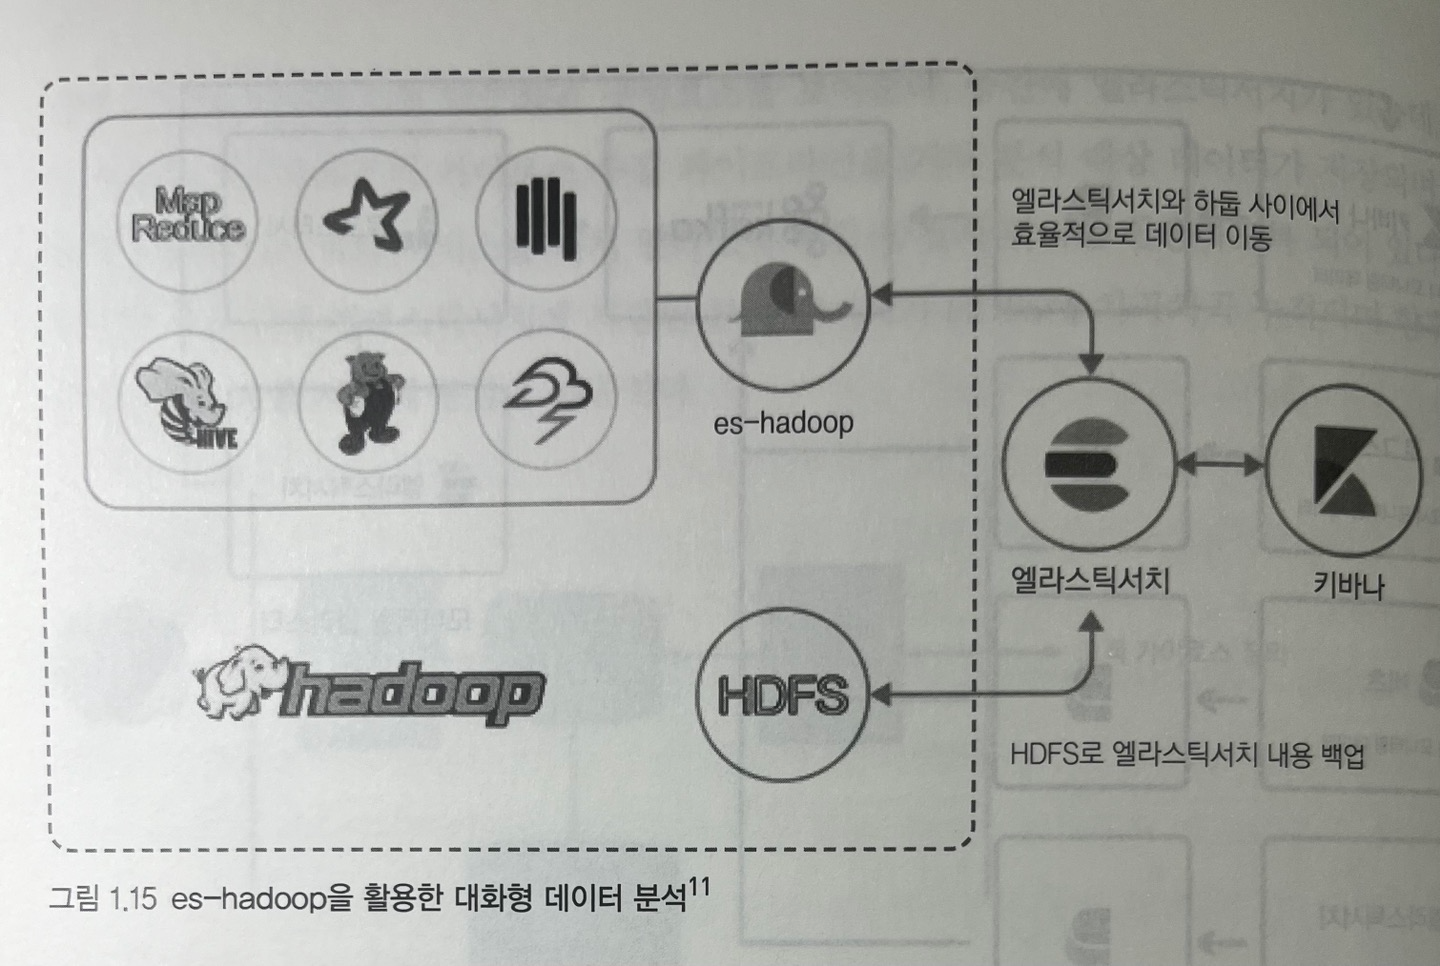 Map
Reduce
HIVE
엘라스틱서치와 하둡 사이에서
효율적으로 데이터 이동
es-hadoop
엘라스틱서치
키바나
hadoop
HDFS
HDFS로 엘라스틱서치 내용 백업
그림 1.15 es-hadoop을 활용한 대화형 데이터 분석11